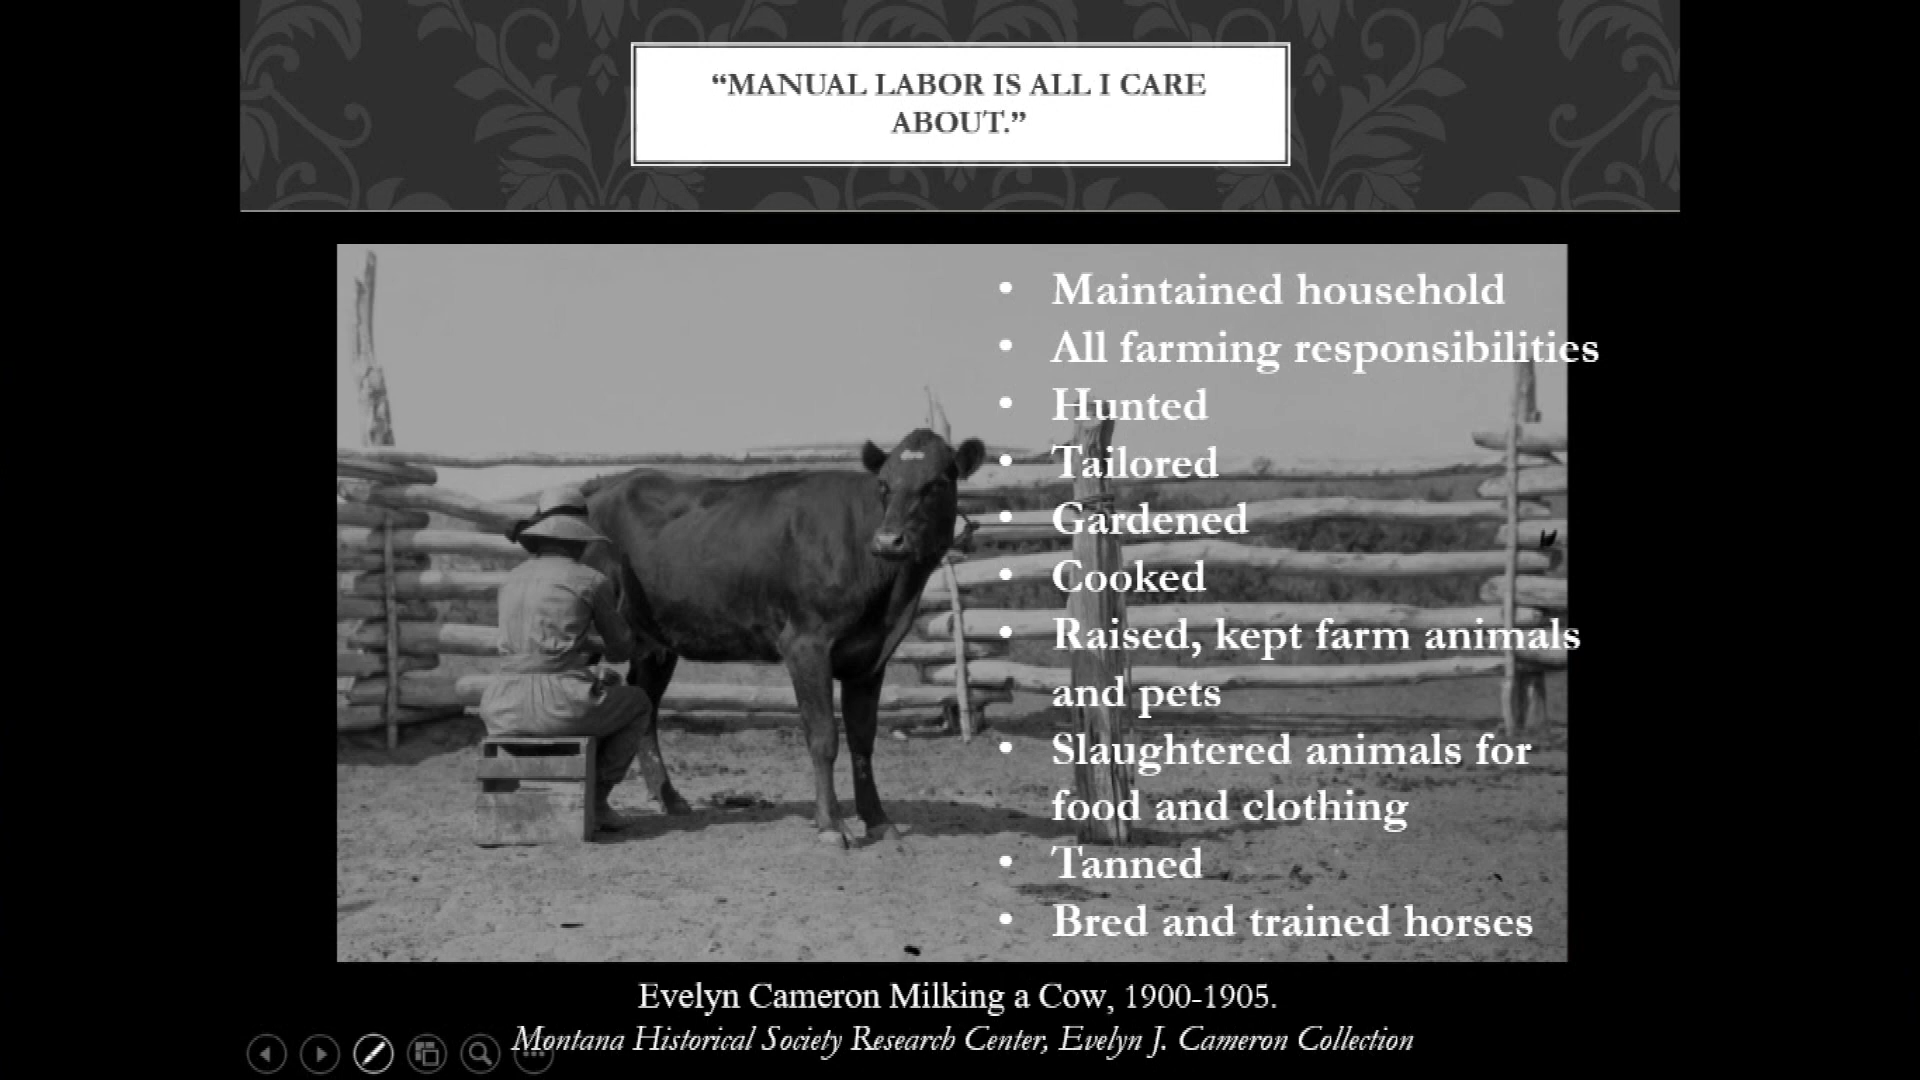 “MANUAL LABOR IS ALL I CARE
ABOUT.”
• Maintained household
• All farming responsibilities
• Hunted
• Tailored
• Gardened
• Cooked
• Raised, kept farm animals
and pets
• Slaughtered animals for
food and clothing
• Tanned
• Bred and trained horses
Evelyn Cameron Milking a Cow, 1900-1905.
Montana Historical Society Research Center, Evelyn J. Cameron Collection